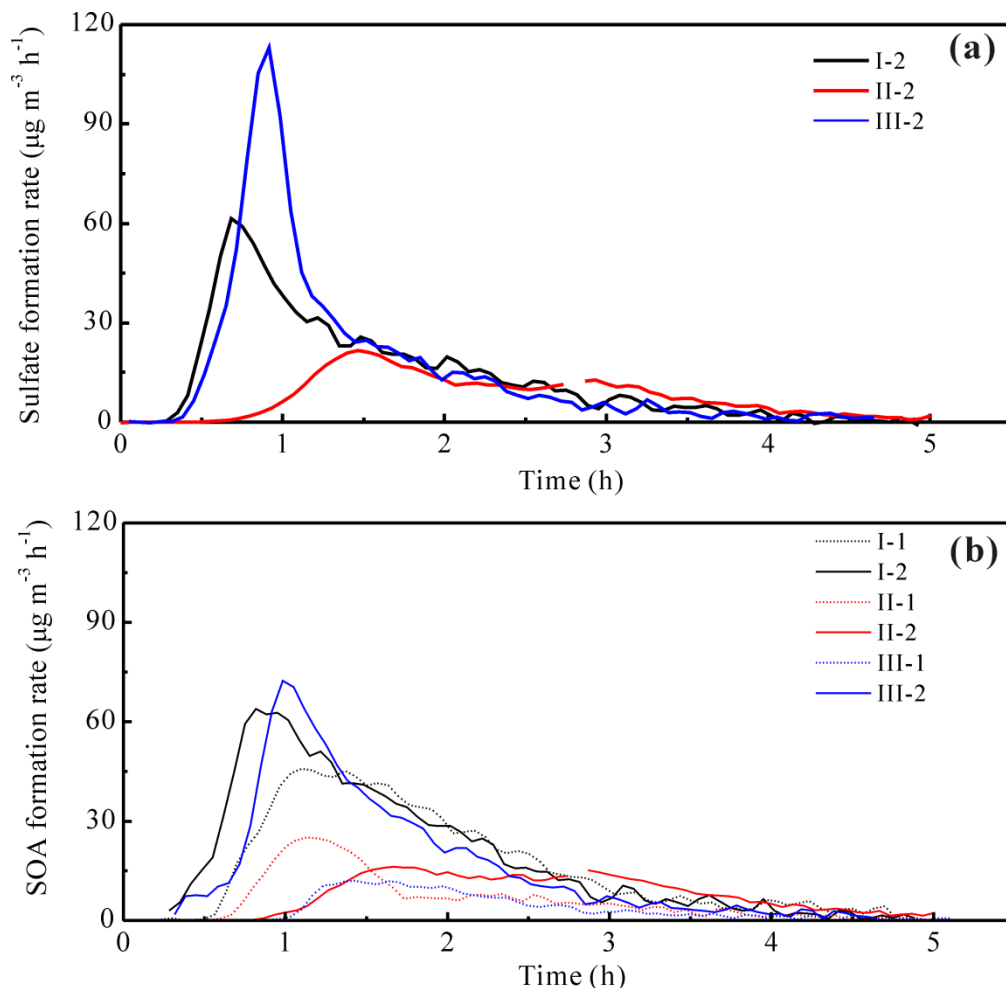 (a)
Sulfate formation rate (μg m⁻³ h⁻¹)
120
90
60
30
0
I-2
II-2
III-2
0 1 2 3 4 5
Time (h)
(b)
SOA formation rate (μg m⁻³ h⁻¹)
120
90
60
30
0
I-1
I-2
II-1
II-2
III-1
III-2
0 1 2 3 4 5
Time (h)